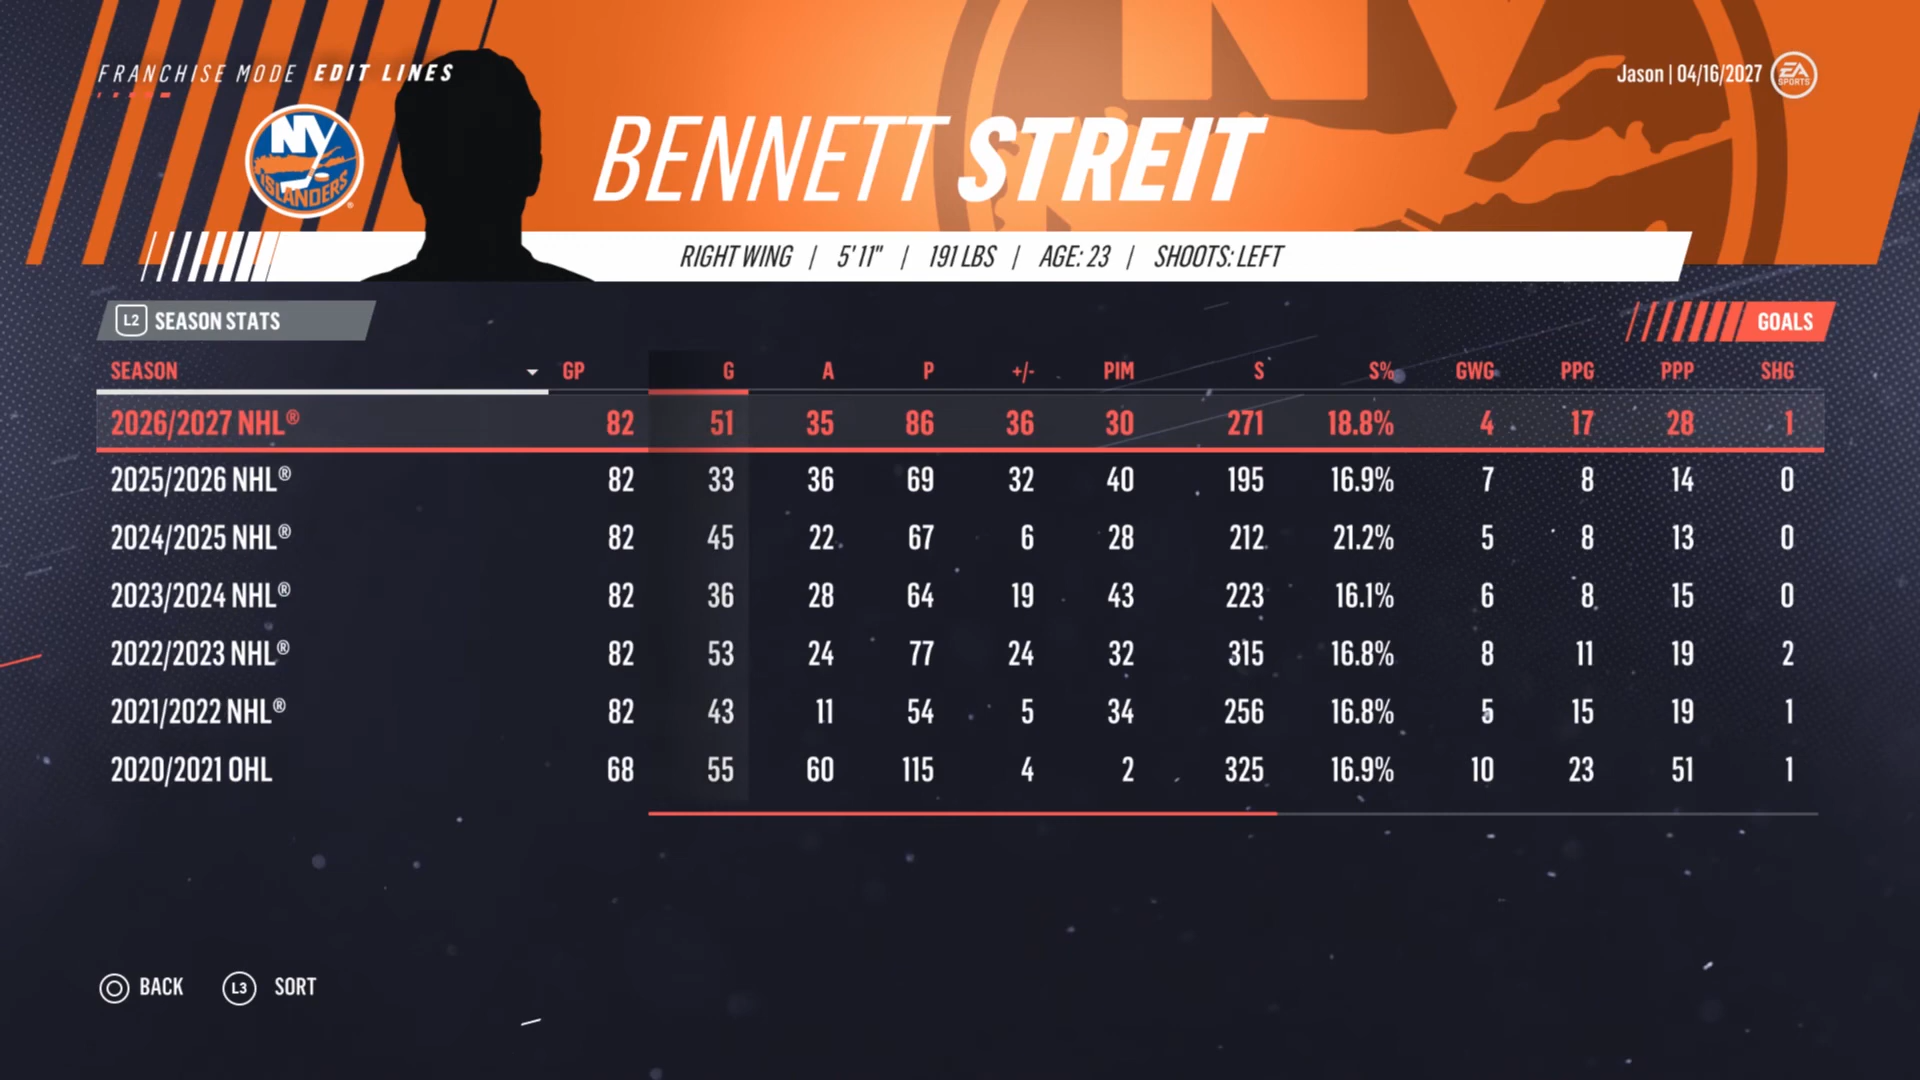 FRANCHISE MODE EDIT LINES
Jason | 04/16/2027
EA SPORTS
NY ISLANDERS ®
NY
BENNETT STREIT
RIGHT WING | 5' 11" | 191 LBS | AGE: 23 | SHOOTS: LEFT
L2 SEASON STATS
GOALS
SEASON GP G A P +/- PIM S S% GWG PPG PPP SHG
2026/2027 NHL® 82 51 35 86 36 30 271 18.8% 4 17 28 1
2025/2026 NHL® 82 33 36 69 32 40 195 16.9% 7 8 14 0
2024/2025 NHL® 82 45 22 67 6 28 212 21.2% 5 8 13 0
2023/2024 NHL® 82 36 28 64 19 43 223 16.1% 6 8 15 0
2022/2023 NHL® 82 53 24 77 24 32 315 16.8% 8 11 19 2
2021/2022 NHL® 82 43 11 54 5 34 256 16.8% 5 15 19 1
2020/2021 OHL 68 55 60 115 4 2 325 16.9% 10 23 51 1
BACK L3 SORT